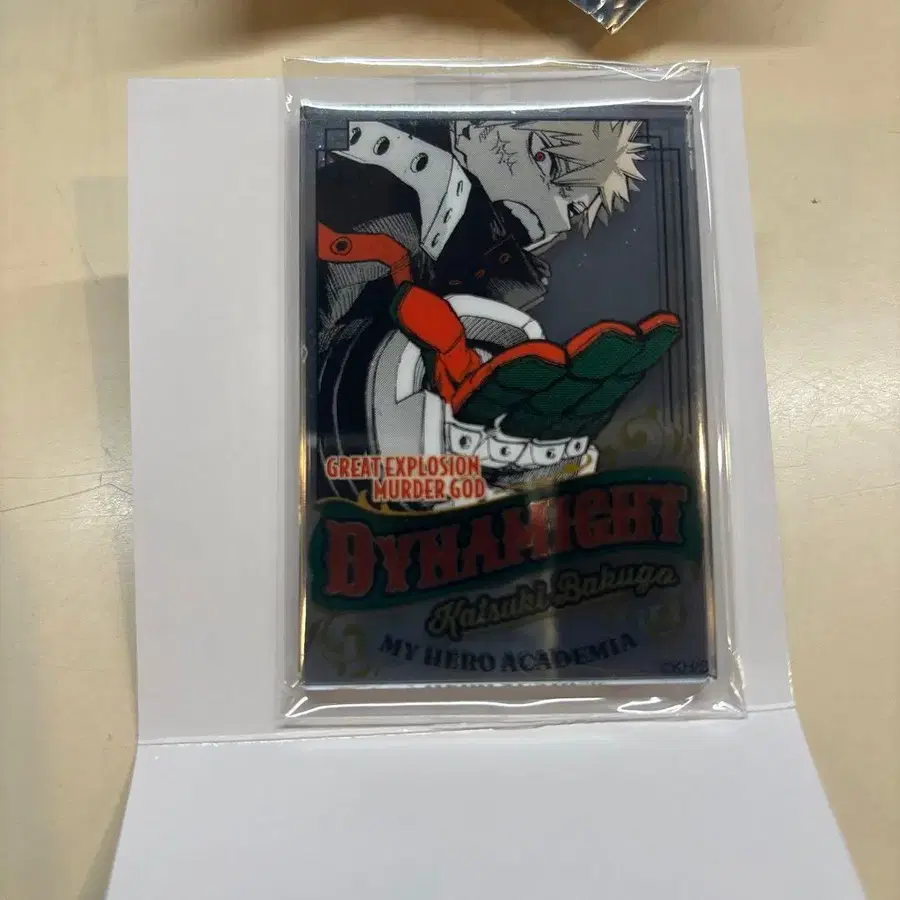 GREAT EXPLOSION
MURDER GOD
DYNAMIGHT
Katsuki Bakugo
MY HERO ACADEMIA